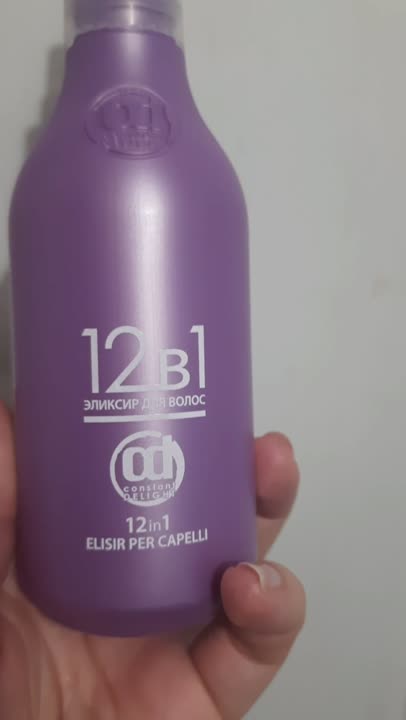 12в1
ЭЛИКСИР ДЛЯ ВОЛОС
cd
constant
DELIGHT
12in1
ELISIR PER CAPELLI